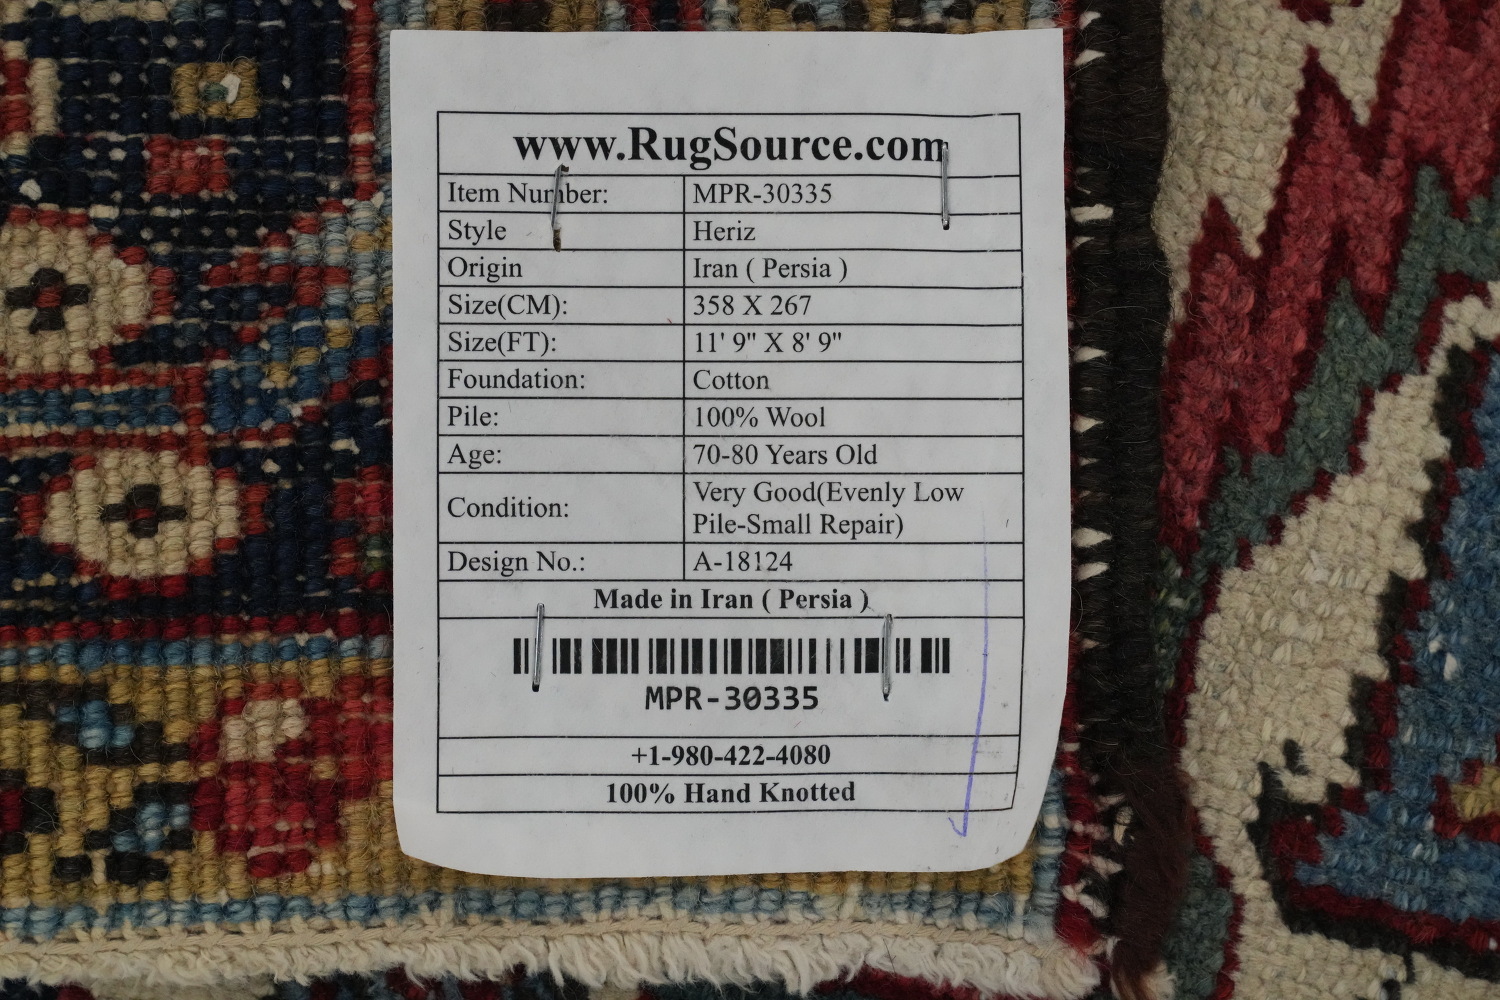 www.RugSource.com
Item Number: MPR-30335
Style Heriz
Origin Iran ( Persia )
Size(CM): 358 X 267
Size(FT): 11' 9" X 8' 9"
Foundation: Cotton
Pile: 100% Wool
Age: 70-80 Years Old
Condition: Very Good(Evenly Low
Pile-Small Repair)
Design No.: A-18124
Made in Iran ( Persia )
MPR-30335
+1-980-422-4080
100% Hand Knotted